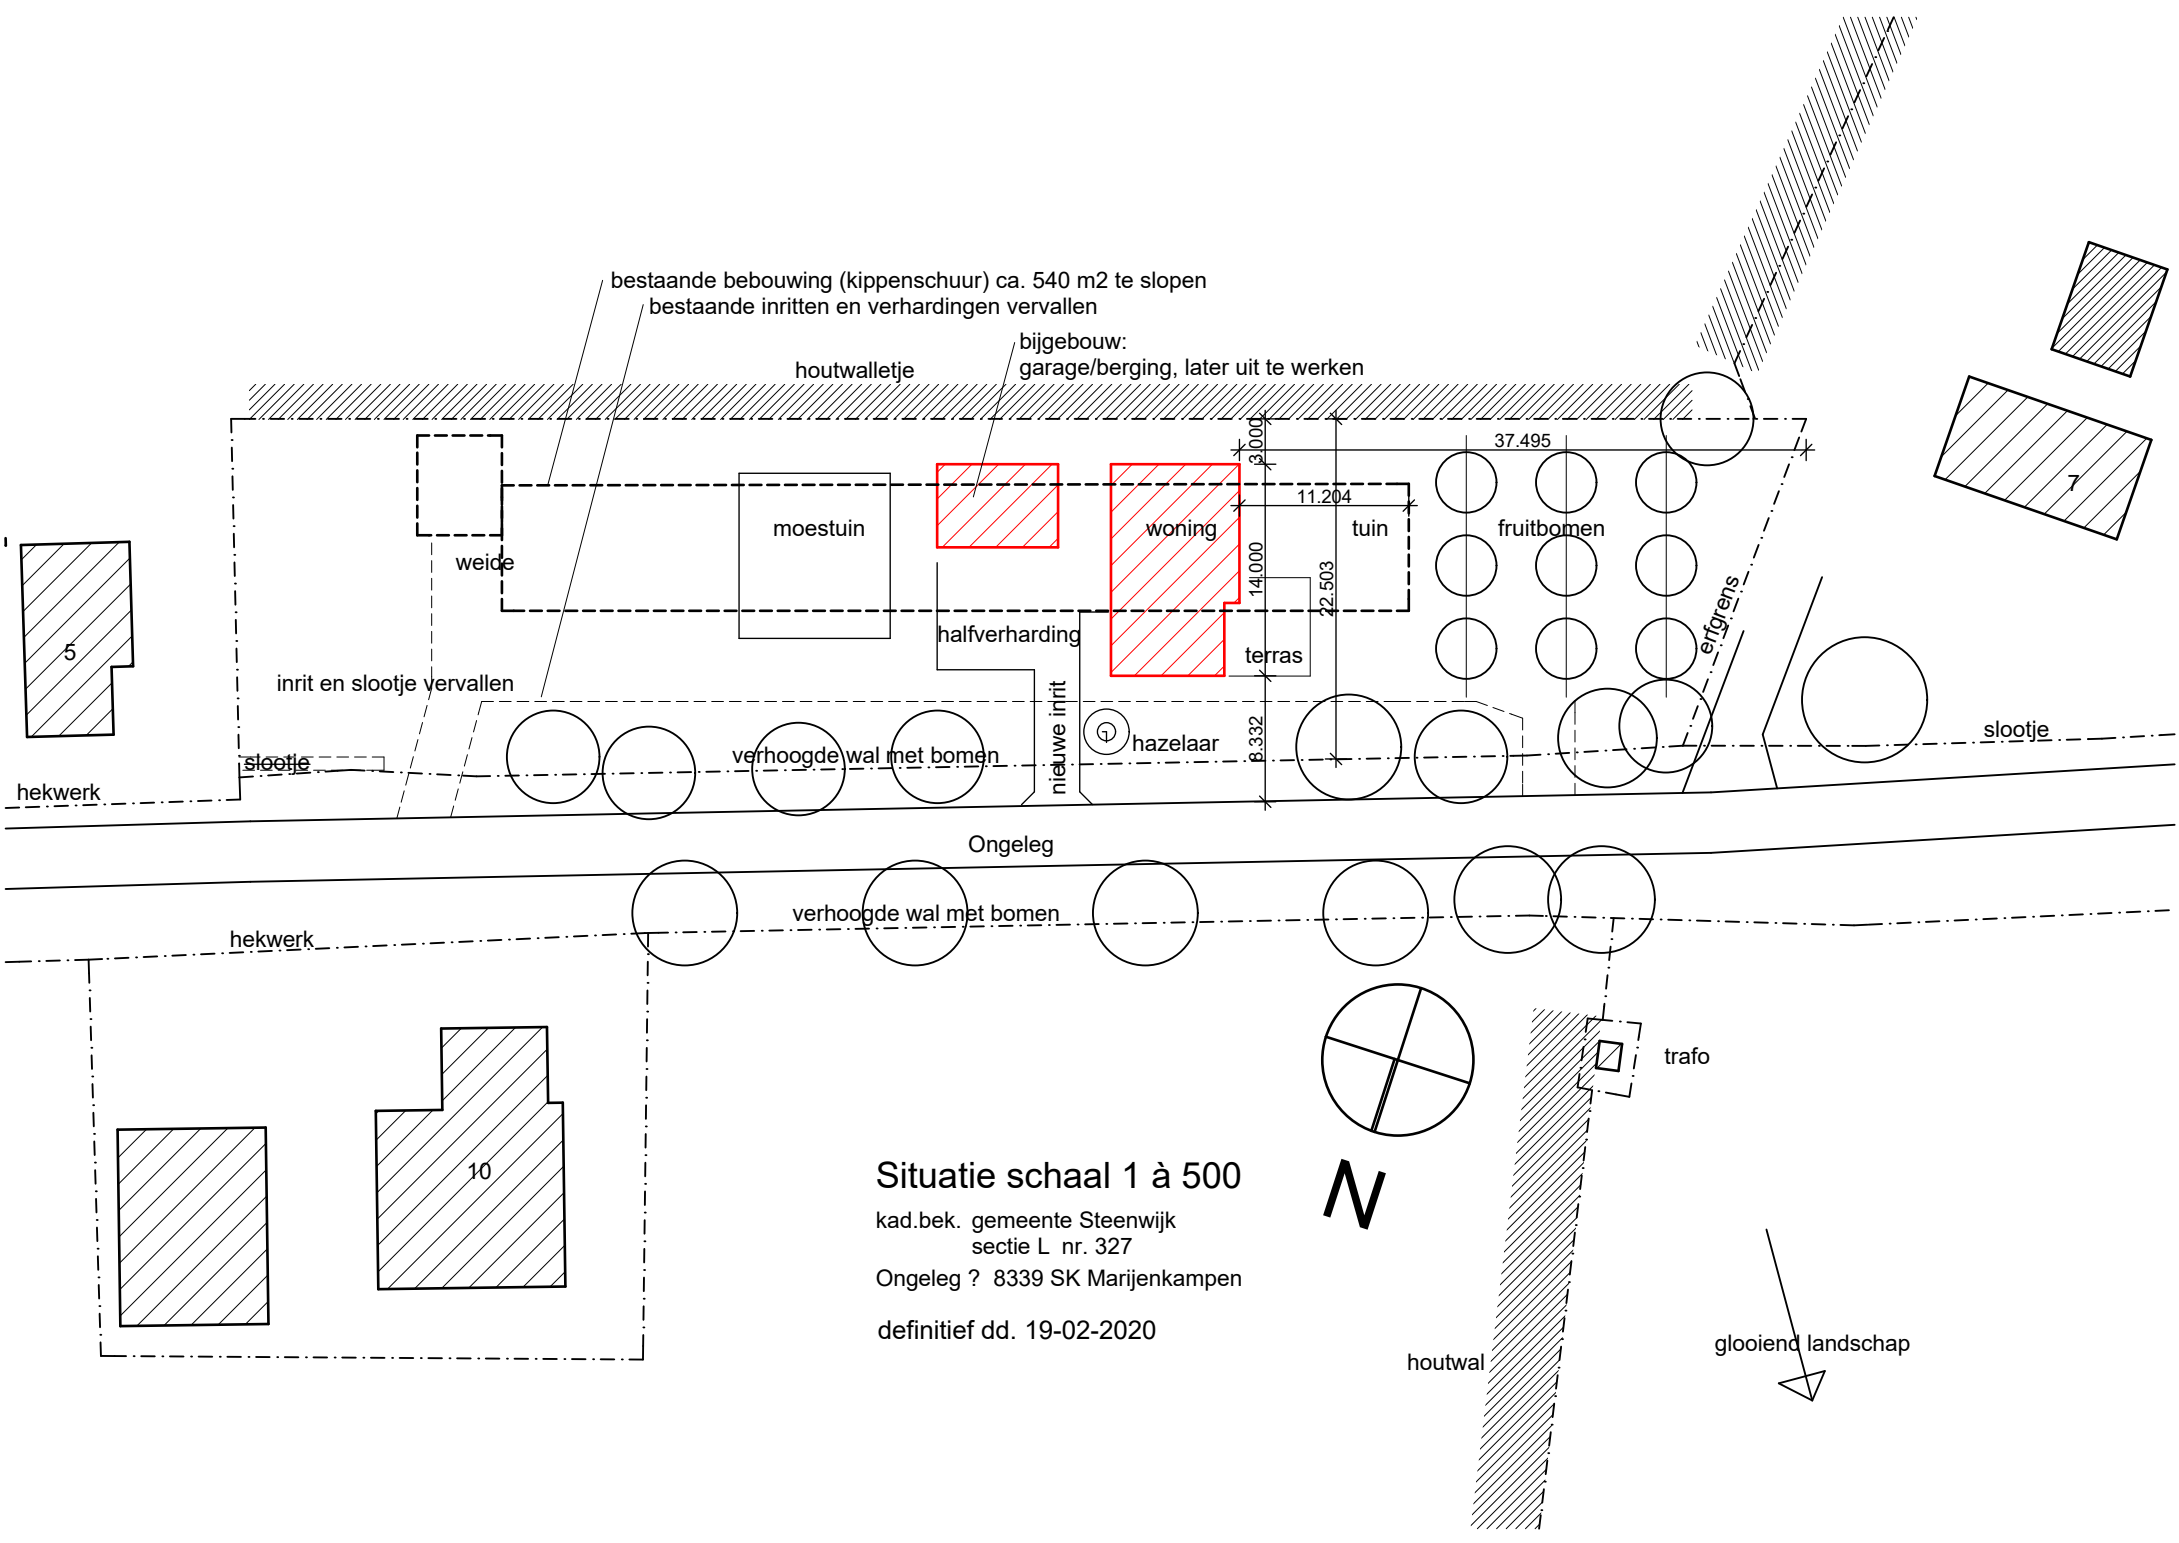 bestaande bebouwing (kippenschuur) ca. 540 m2 te slopen
bestaande inritten en verhardingen vervallen
bijgebouw:
garage/berging, later uit te werken
houtwalletje
3.000
37.495
11.204
7
moestuin
woning
tuin
fruitbomen
weide
14.000
22.503
erfgrens
5
halfverharding
terras
inrit en slootje vervallen
nieuwe inrit
8.332
hazelaar
slootje
verhoogde wal met bomen
slootje
hekwerk
Ongeleg
verhoogde wal met bomen
hekwerk
trafo
10
N
Situatie schaal 1 à 500
kad.bek. gemeente Steenwijk
sectie L nr. 327
Ongeleg ? 8339 SK Marijenkampen
definitief dd. 19-02-2020
houtwal
glooiend landschap